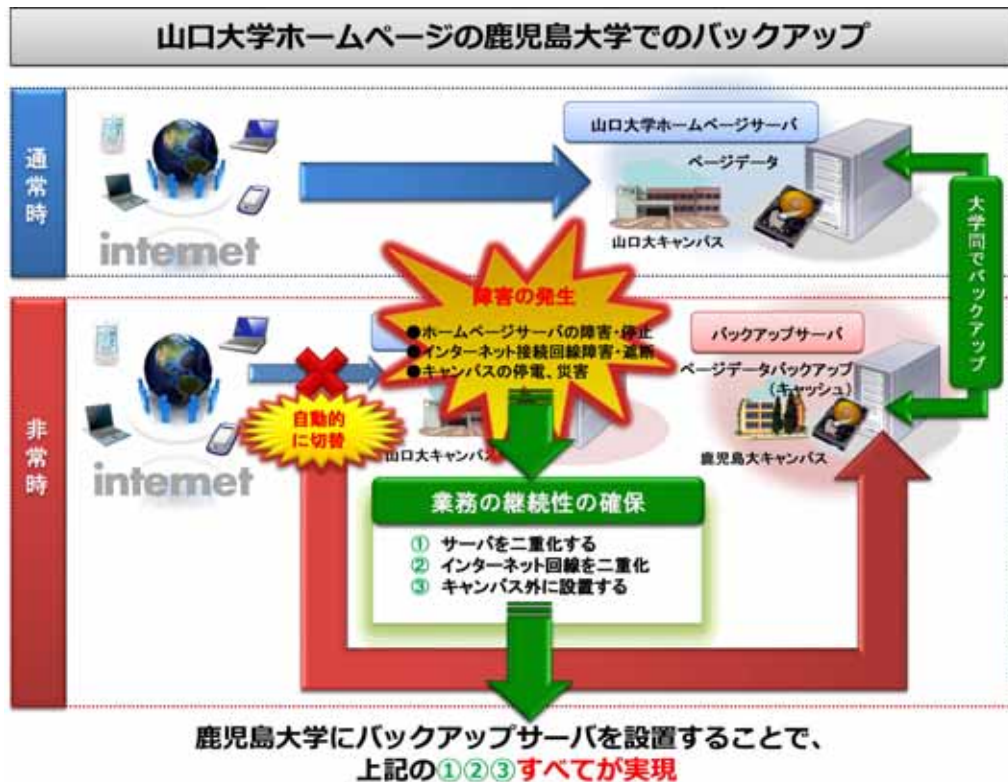 山口大学ホームページの鹿児島大学でのバックアップ
通常時
internet
山口大学ホームページサーバ
ページデータ
山口大キャンパス
大学間でバックアップ
非常時
internet
自動的
に切替
障害の発生
●ホームページサーバの障害・停止
●インターネット接続回線障害・遮断
●キャンパスの停電、災害
山口大キャンパス
バックアップサーバ
ページデータバックアップ
(キャッシュ)
鹿児島大キャンパス
業務の継続性の確保
① サーバを二重化する
② インターネット回線を二重化
③ キャンパス外に設置する
鹿児島大学にバックアップサーバを設置することで、
上記の①②③すべてが実現